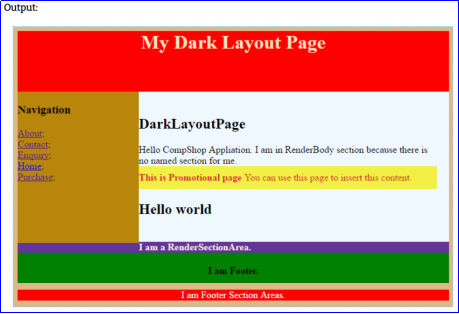 Output:
My Dark Layout Page
Navigation
About;
Contact;
Enquiry;
Home;
Purchase;
DarkLayoutPage
Hello CompShop Appliation. I am in RenderBody section because there is
no named section for me.
This is Promotional page You can use this page to insert this content.
Hello world
I am a RenderSectionArea.
I am Footer.
I am Footer Section Areas.